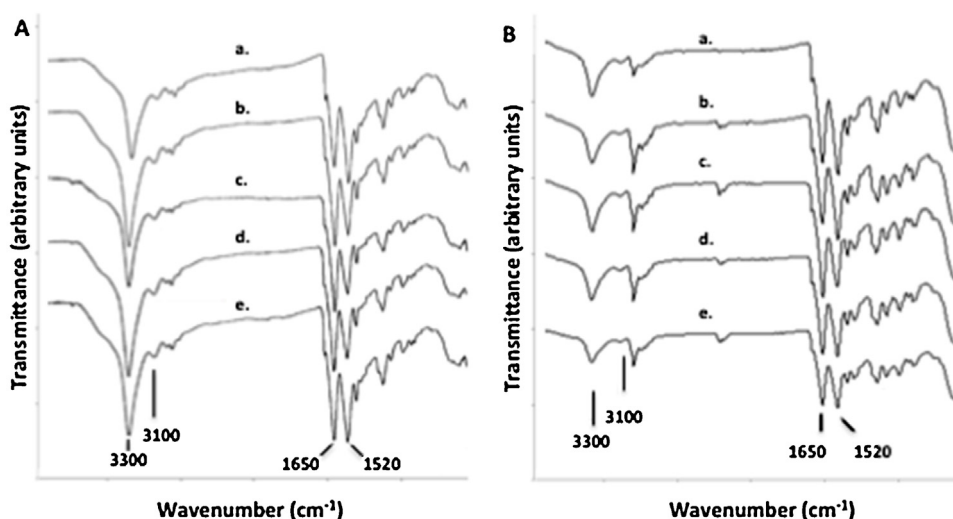 A
a.
b.
c.
d.
e.
3300
3100
1650
1520
Transmittance (arbitrary units)
Wavenumber (cm⁻¹)
B
a.
b.
c.
d.
e.
3300
3100
1650
1520
Transmittance (arbitrary units)
Wavenumber (cm⁻¹)